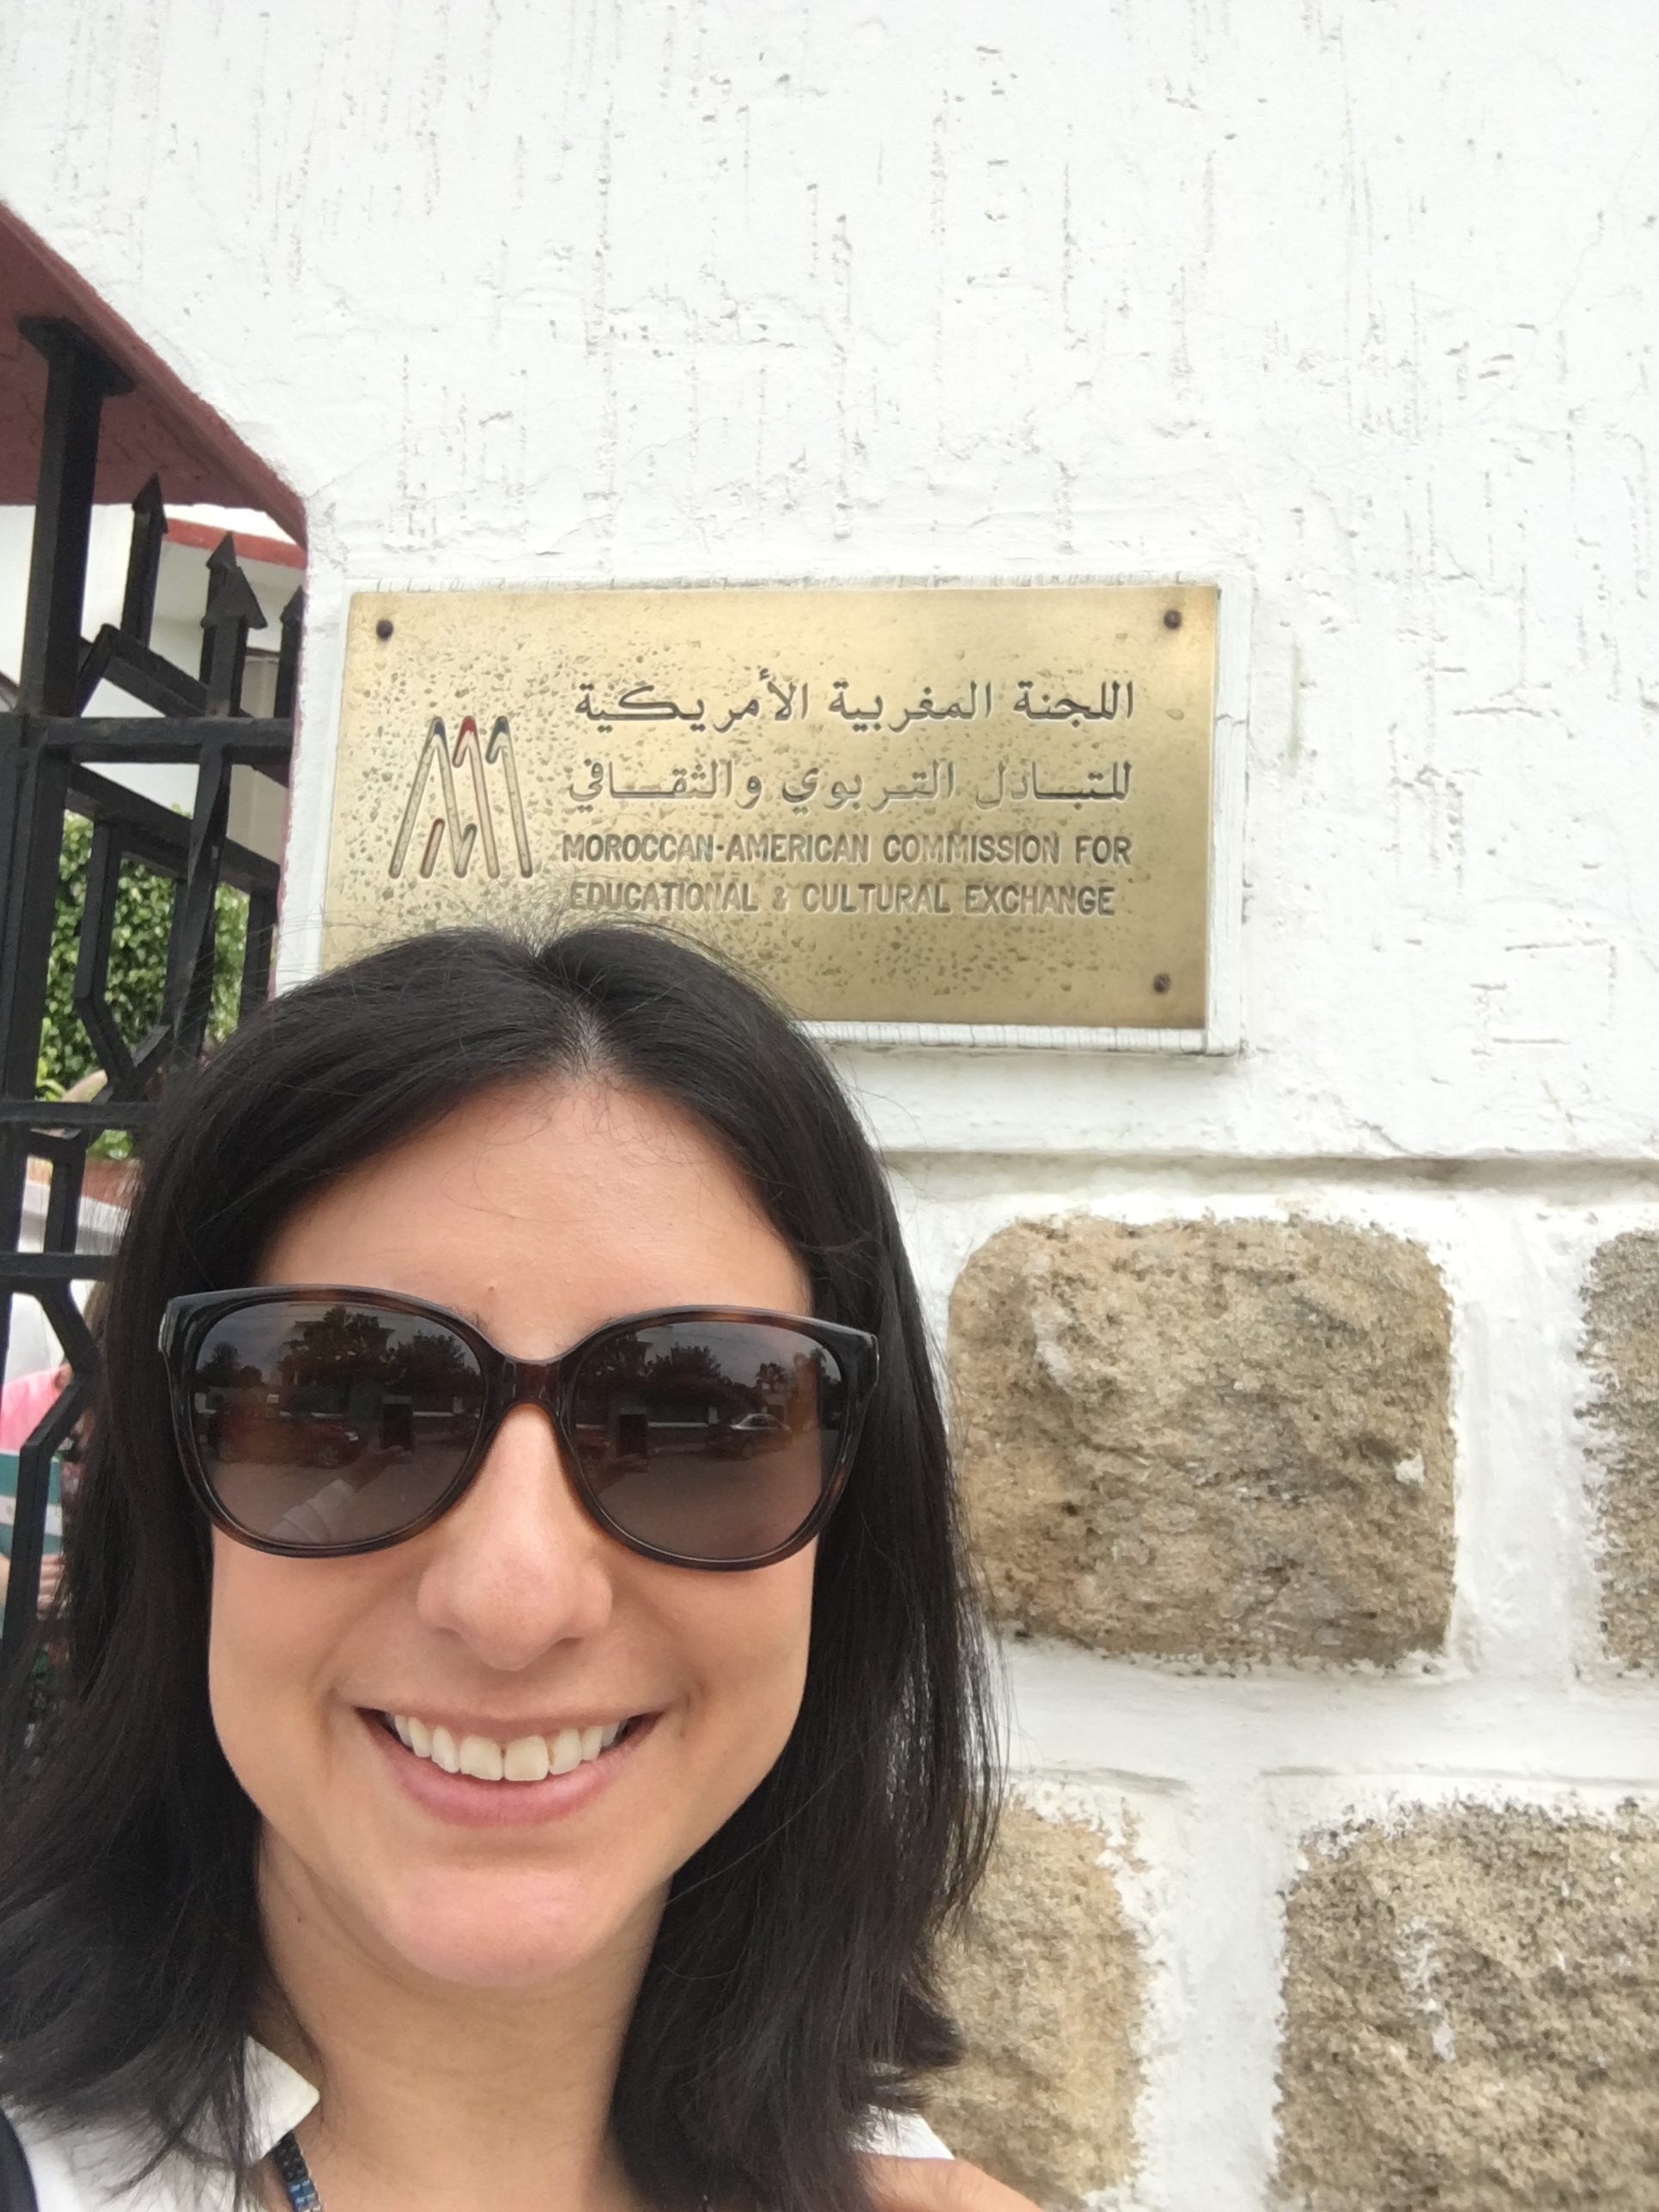 اللجنة المغربية الأمريكية
للتبادل التربوي والثقافي
MOROCCAN-AMERICAN COMMISSION FOR
EDUCATIONAL & CULTURAL EXCHANGE